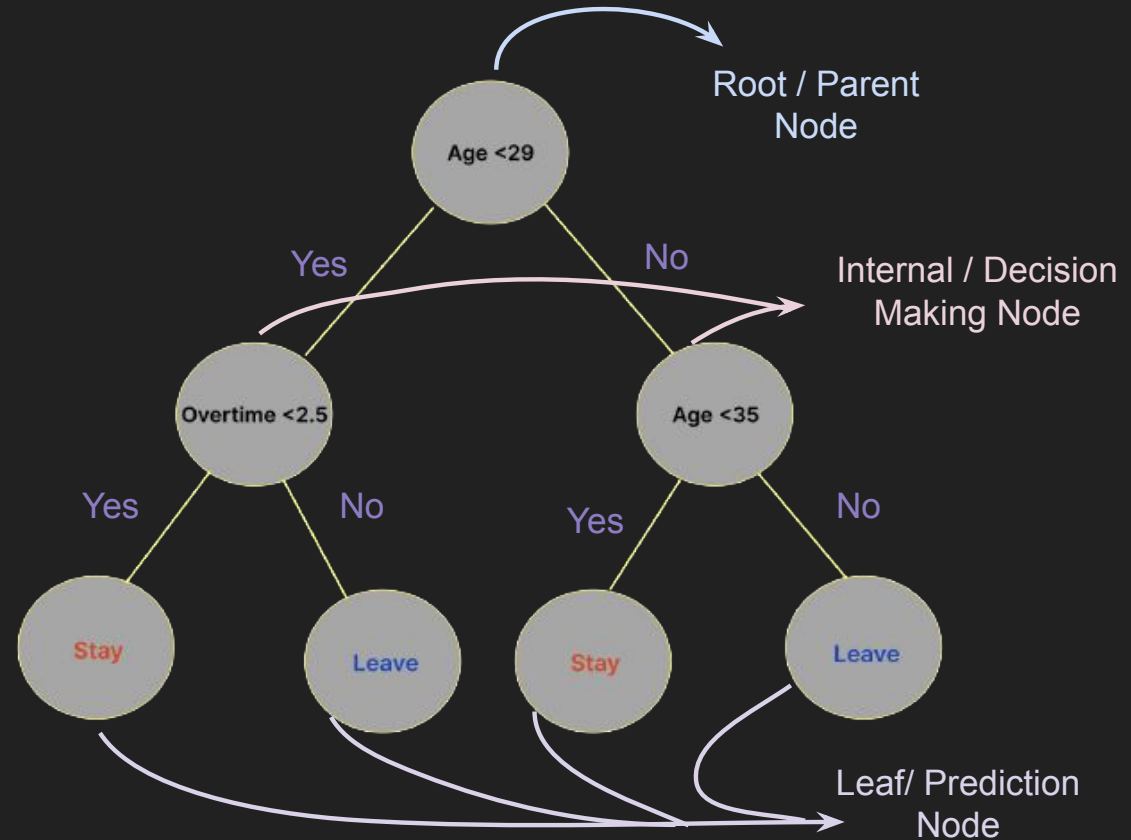 Root / Parent
Node
Age <29
Yes
No
Internal / Decision
Making Node
Overtime <2.5
Age <35
Yes
No
Yes
No
Stay
Leave
Stay
Leave
Leaf/ Prediction
Node